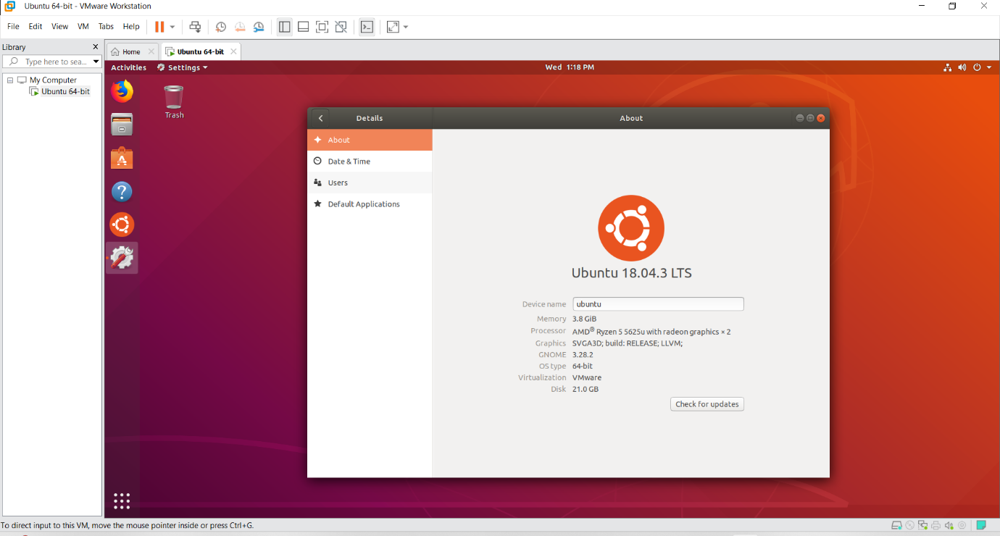 Ubuntu 64-bit - VMware Workstation
File Edit View VM Tabs Help
Library
Type here to sea...
My Computer
Ubuntu 64-bit
Home
Ubuntu 64-bit
Activities Settings Wed 1:18 PM
Trash
Details About
About
Date & Time
Users
Default Applications
Ubuntu 18.04.3 LTS
Device name ubuntu
Memory 3.8 GiB
Processor AMD® Ryzen 5 5625u with radeon graphics × 2
Graphics SVGA3D; build: RELEASE; LLVM;
GNOME 3.28.2
OS type 64-bit
Virtualization VMware
Disk 21.0 GB
Check for updates
To direct input to this VM, move the mouse pointer inside or press Ctrl+G.